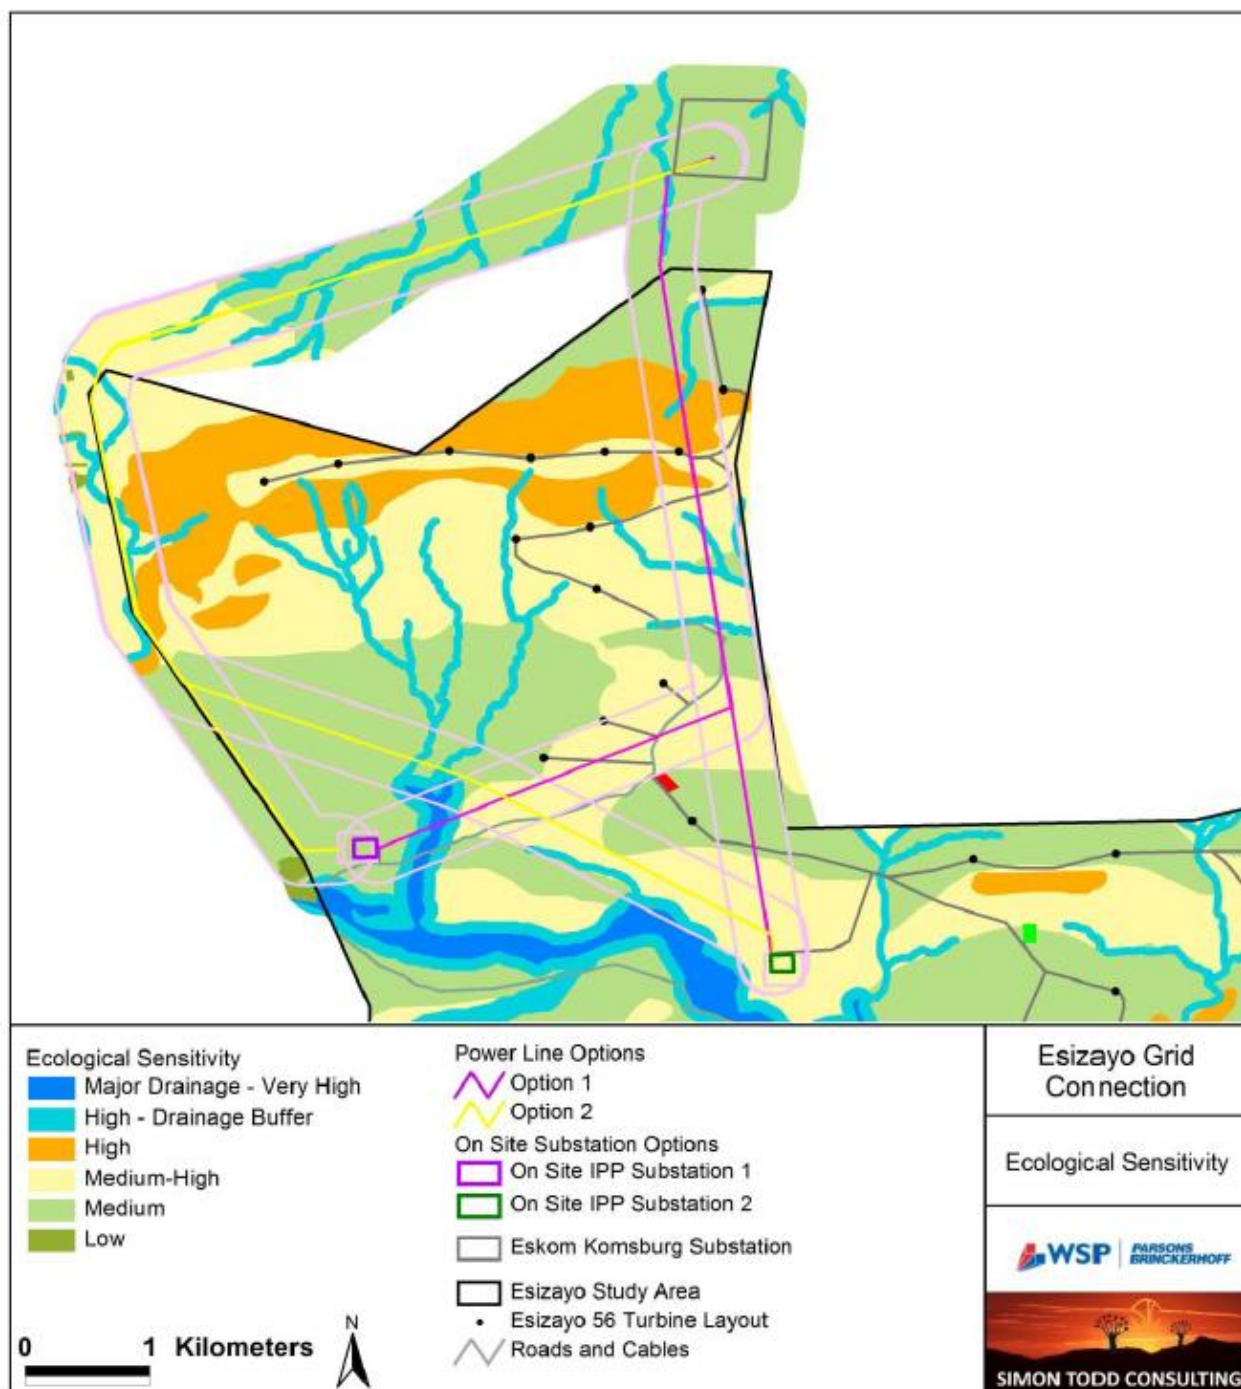 Ecological Sensitivity
Major Drainage - Very High
High - Drainage Buffer
High
Medium-High
Medium
Low
0 1 Kilometers
N
Power Line Options
Option 1
Option 2
On Site Substation Options
On Site IPP Substation 1
On Site IPP Substation 2
Eskom Komsburg Substation
Esizayo Study Area
Esizayo 56 Turbine Layout
Roads and Cables
Esizayo Grid
Connection
Ecological Sensitivity
WSP
PARSONS
BRINCKERHOFF
SIMON TODD CONSULTING